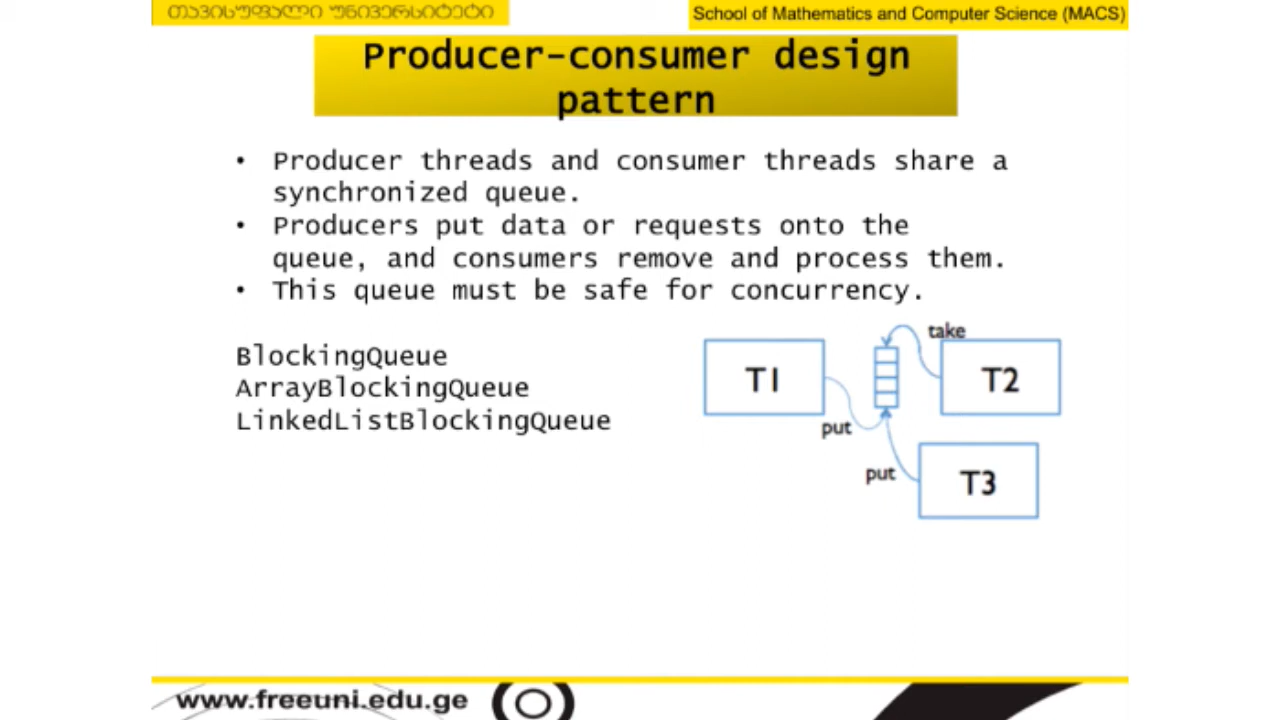 თავისუფალი უნივერსიტეტი
School of Mathematics and Computer Science (MACS)
Producer-consumer design
pattern
• Producer threads and consumer threads share a
synchronized queue.
• Producers put data or requests onto the
queue, and consumers remove and process them.
• This queue must be safe for concurrency.
BlockingQueue
ArrayBlockingQueue
LinkedListBlockingQueue
take
T1
T2
put
put
T3
www.freeuni.edu.ge